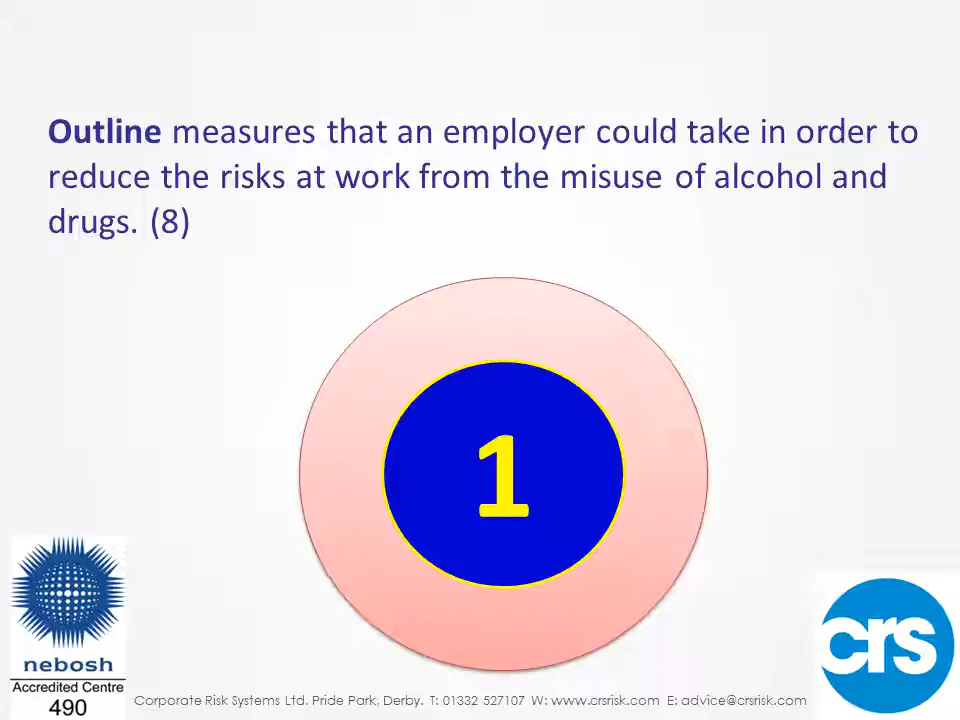 Outline measures that an employer could take in order to
reduce the risks at work from the misuse of alcohol and
drugs. (8)
1
nebosh
Accredited Centre
490
Corporate Risk Systems Ltd. Pride Park, Derby. T: 01332 527107 W: www.crsrisk.com E: advice@crsrisk.com
crs